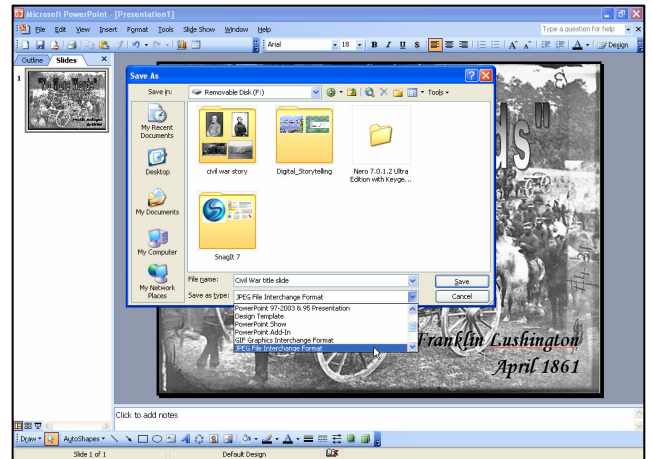 Microsoft PowerPoint - [Presentation1]
File Edit View Insert Format Tools Slide Show Window Help
Type a question for help
Arial 18 B I U S A A A Design
Outline Slides
1
Save As
Save in: Removable Disk (F:)
Tools
My Recent Documents
Desktop
My Documents
My Computer
My Network Places
civil war story
Digital_Storytelling
Nero 7.0.1.2 Ultra Edition with Keyge...
SnagIt 7
File name: Civil War title slide
Save
Save as type: JPEG File Interchange Format
Cancel
PowerPoint 97-2003 & 95 Presentation
Design Template
PowerPoint Show
PowerPoint Add-In
GIF Graphics Interchange Format
JPEG File Interchange Format
ds"
Franklin Lushington
April 1861
Click to add notes
Draw AutoShapes
Slide 1 of 1
Default Design